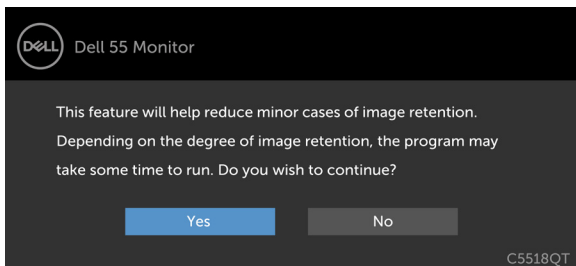 DELL Dell 55 Monitor
This feature will help reduce minor cases of image retention.
Depending on the degree of image retention, the program may
take some time to run. Do you wish to continue?
Yes No
C5518QT